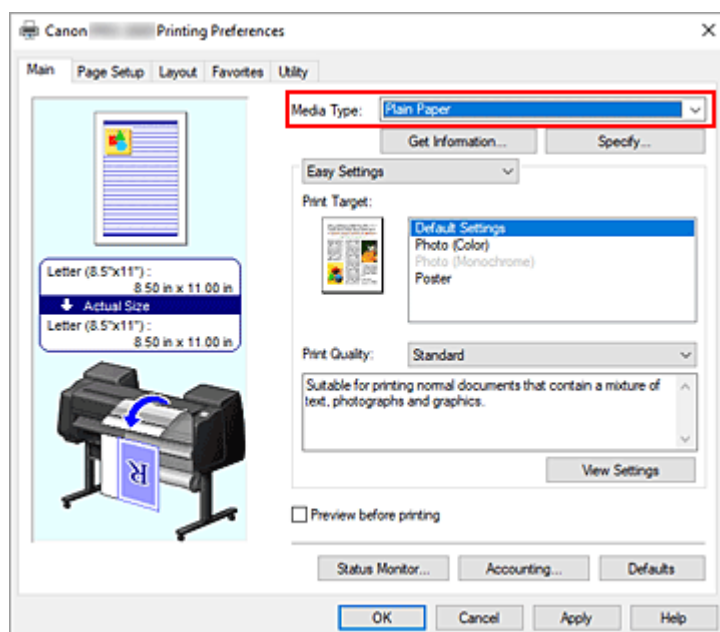 Canon Printing Preferences
Main Page Setup Layout Favorites Utility
Media Type: Plain Paper
Get Information... Specify...
Easy Settings
Print Target:
Default Settings
Photo (Color)
Photo (Monochrome)
Poster
Letter (8.5"x11") :
8.50 in x 11.00 in
Actual Size
Letter (8.5"x11") :
8.50 in x 11.00 in
R
Print Quality: Standard
Suitable for printing normal documents that contain a mixture of
text, photographs and graphics.
View Settings
Preview before printing
Status Monitor... Accounting... Defaults
OK Cancel Apply Help